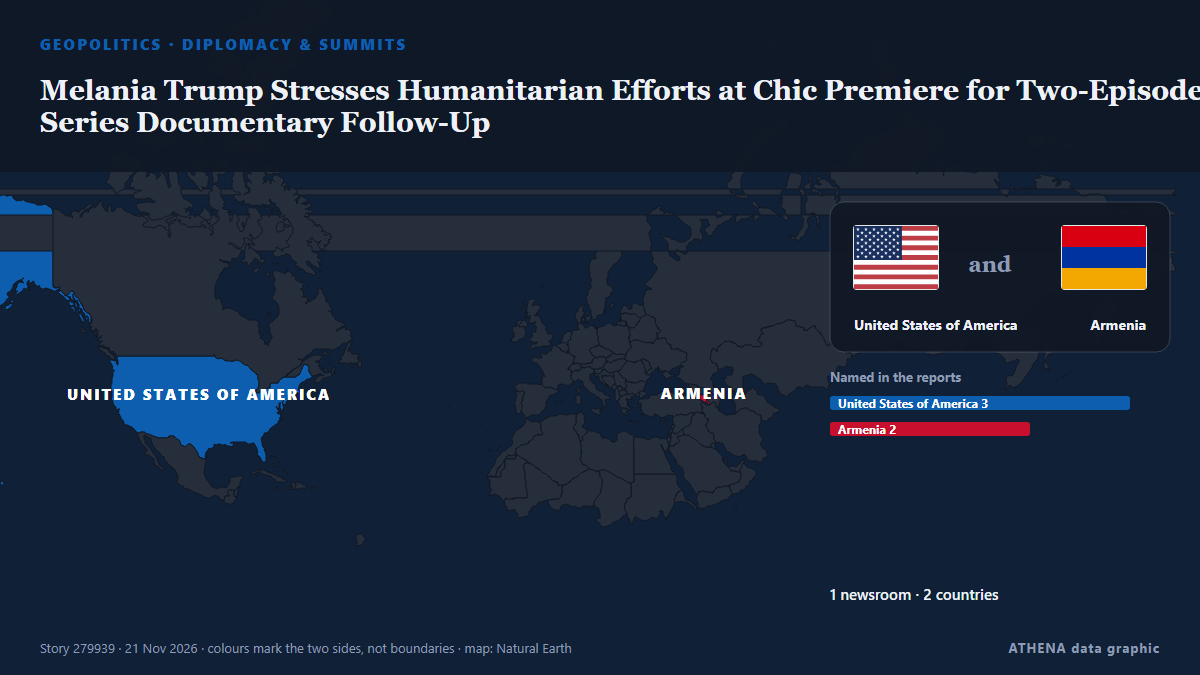 GEOPOLITICS · DIPLOMACY & SUMMITS
Melania Trump Stresses Humanitarian Efforts at Chic Premiere for Two-Episode
Series Documentary Follow-Up
and
United States of America
Armenia
UNITED STATES OF AMERICA
ARMENIA
Named in the reports
United States of America 3
Armenia 2
1 newsroom · 2 countries
Story 279939 · 21 Nov 2026 · colours mark the two sides, not boundaries · map: Natural Earth
ATHENA data graphic